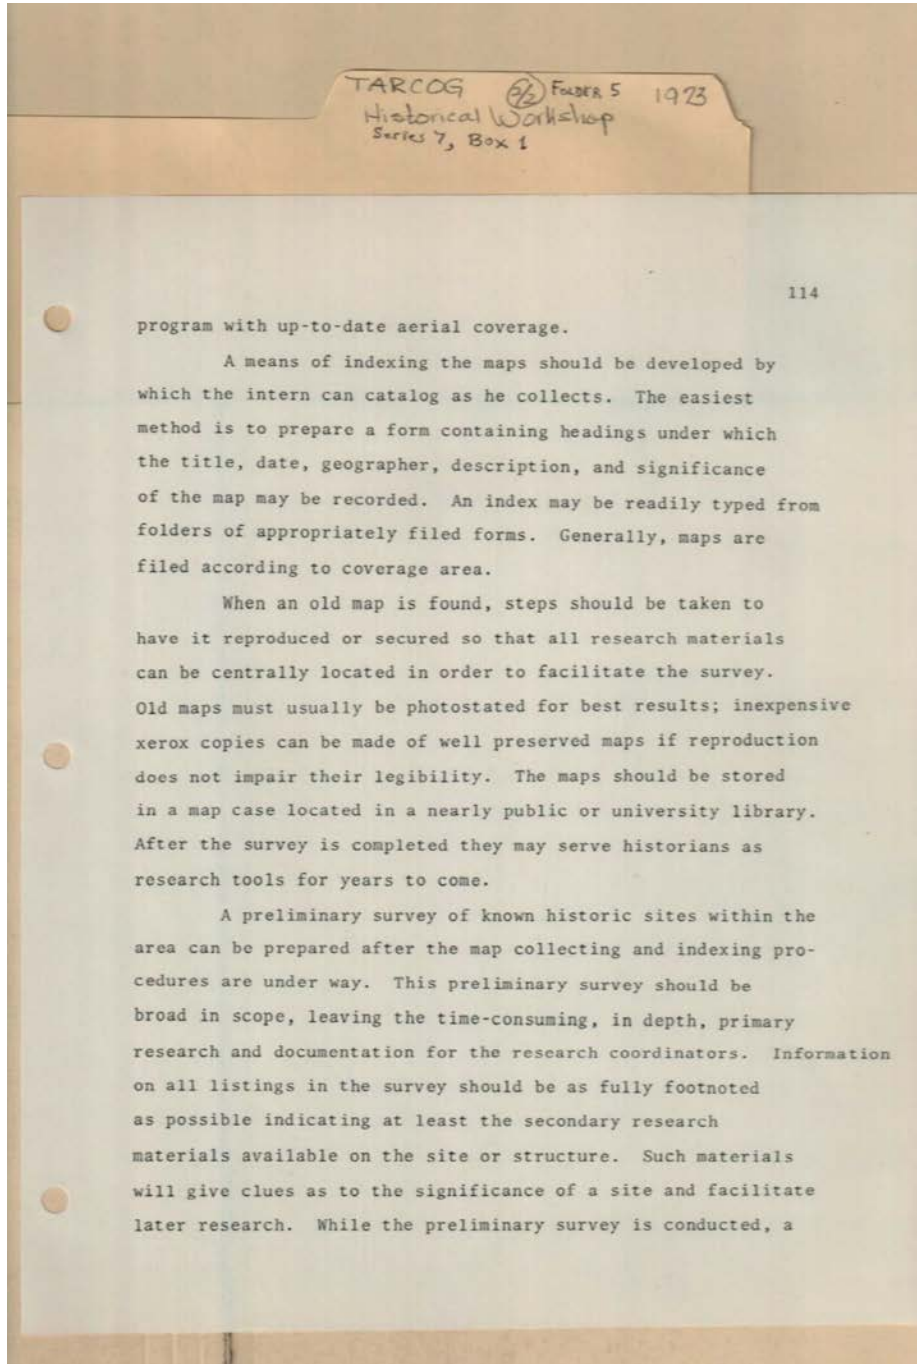 TARCOG 2/2 FOLDER 5 1973
Historical Workshop
Series 7, Box 1
114
program with up-to-date aerial coverage.
A means of indexing the maps should be developed by
which the intern can catalog as he collects. The easiest
method is to prepare a form containing headings under which
the title, date, geographer, description, and significance
of the map may be recorded. An index may be readily typed from
folders of appropriately filed forms. Generally, maps are
filed according to coverage area.
When an old map is found, steps should be taken to
have it reproduced or secured so that all research materials
can be centrally located in order to facilitate the survey.
Old maps must usually be photostated for best results; inexpensive
xerox copies can be made of well preserved maps if reproduction
does not impair their legibility. The maps should be stored
in a map case located in a nearly public or university library.
After the survey is completed they may serve historians as
research tools for years to come.
A preliminary survey of known historic sites within the
area can be prepared after the map collecting and indexing pro-
cedures are under way. This preliminary survey should be
broad in scope, leaving the time-consuming, in depth, primary
research and documentation for the research coordinators. Information
on all listings in the survey should be as fully footnoted
as possible indicating at least the secondary research
materials available on the site or structure. Such materials
will give clues as to the significance of a site and facilitate
later research. While the preliminary survey is conducted, a